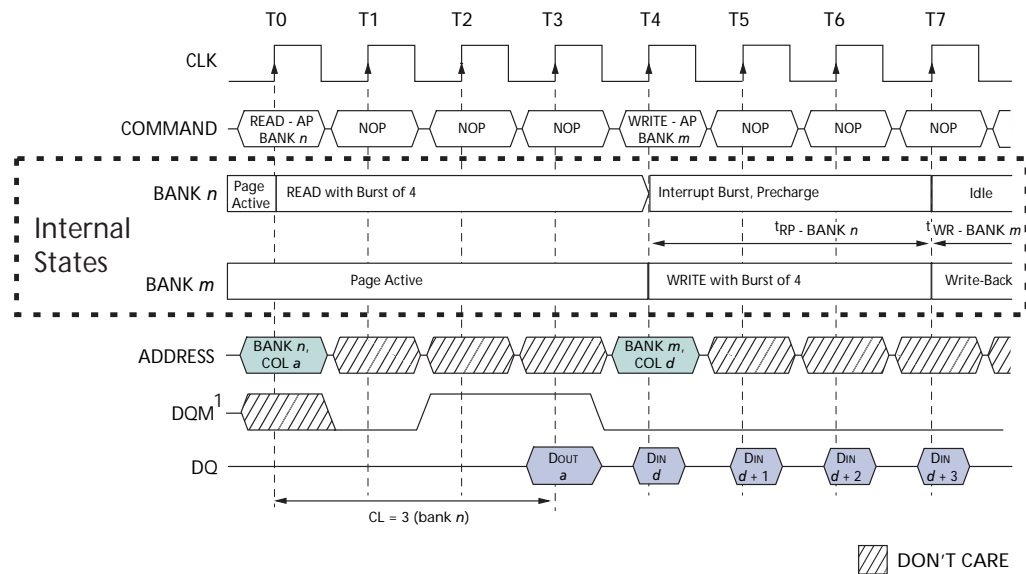 T0 T1 T2 T3 T4 T5 T6 T7
CLK
COMMAND
READ - AP
BANK n
NOP
NOP
NOP
WRITE - AP
BANK m
NOP
NOP
NOP
Internal
States
BANK n
Page
Active
READ with Burst of 4
Interrupt Burst, Precharge
Idle
tRP - BANK n
tWR - BANK m
BANK m
Page Active
WRITE with Burst of 4
Write-Back
ADDRESS
BANK n,
COL a
BANK m,
COL d
DQM1
DQ
DOUT
a
DIN
d
DIN
d + 1
DIN
d + 2
DIN
d + 3
CL = 3 (bank n)
DON'T CARE